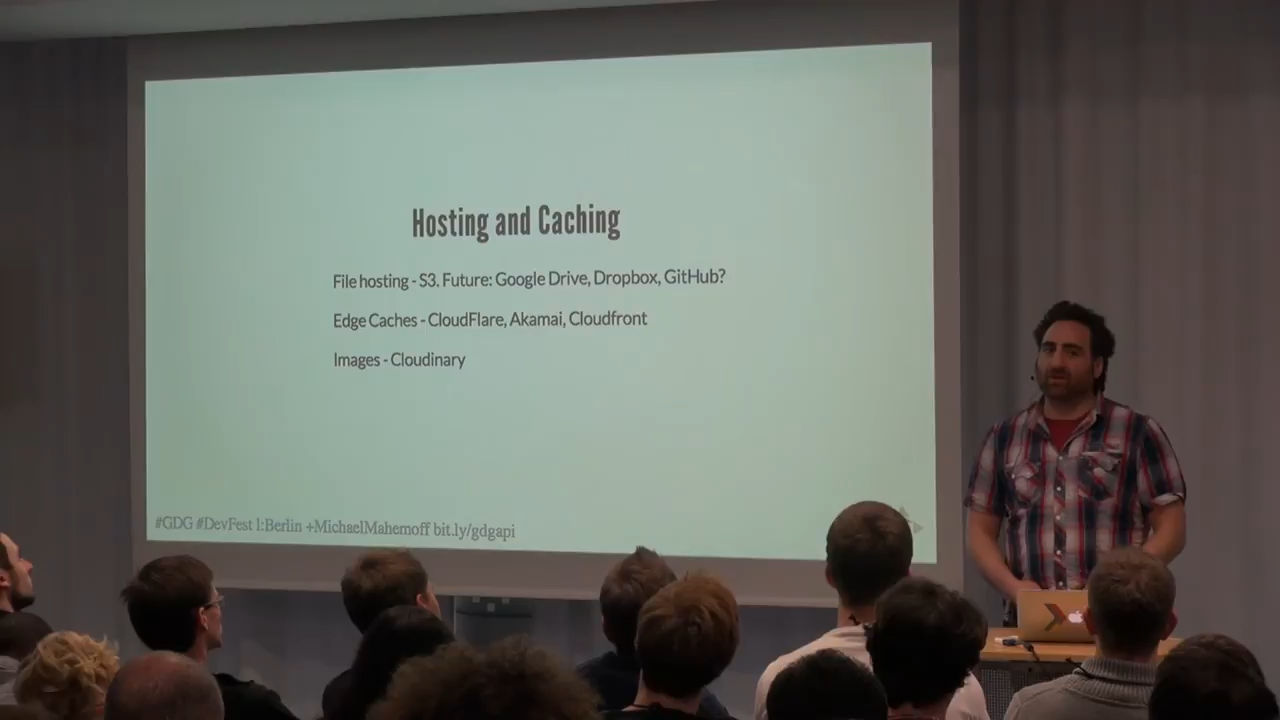 Hosting and Caching
File hosting - S3. Future: Google Drive, Dropbox, GitHub?
Edge Caches - CloudFlare, Akamai, Cloudfront
Images - Cloudinary
#GDG #DevFest l:Berlin +MichaelMahemoff bit.ly/gdgapi